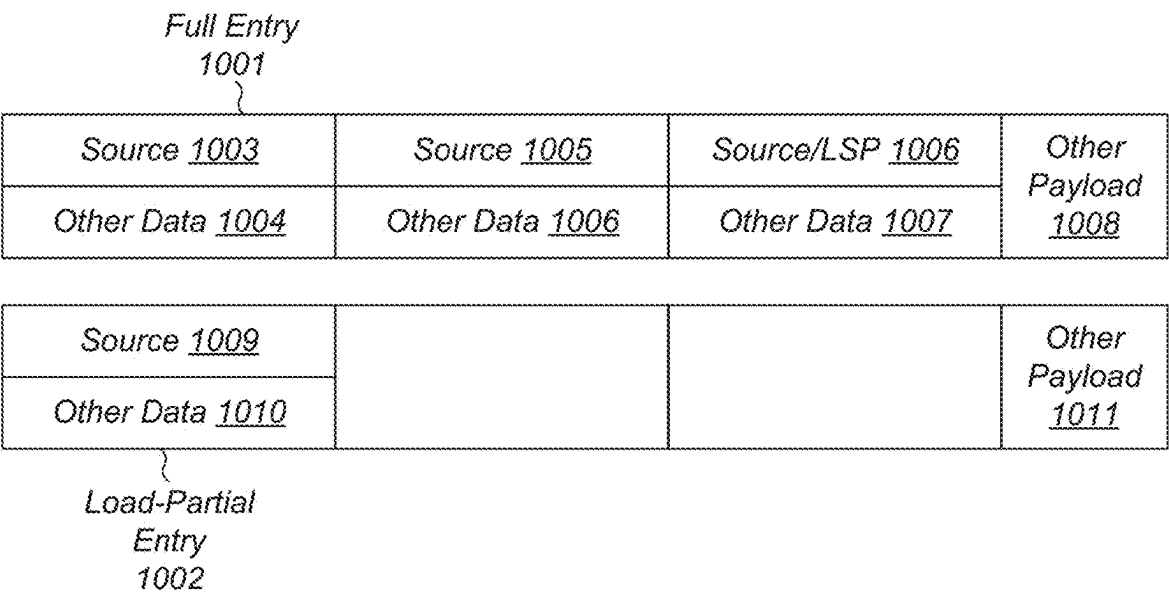 Full Entry
1001
Source 1003
Source 1005
Source/LSP 1006
Other
Payload
1008
Other Data 1004
Other Data 1006
Other Data 1007
Source 1009
Other
Payload
1011
Other Data 1010
Load-Partial
Entry
1002